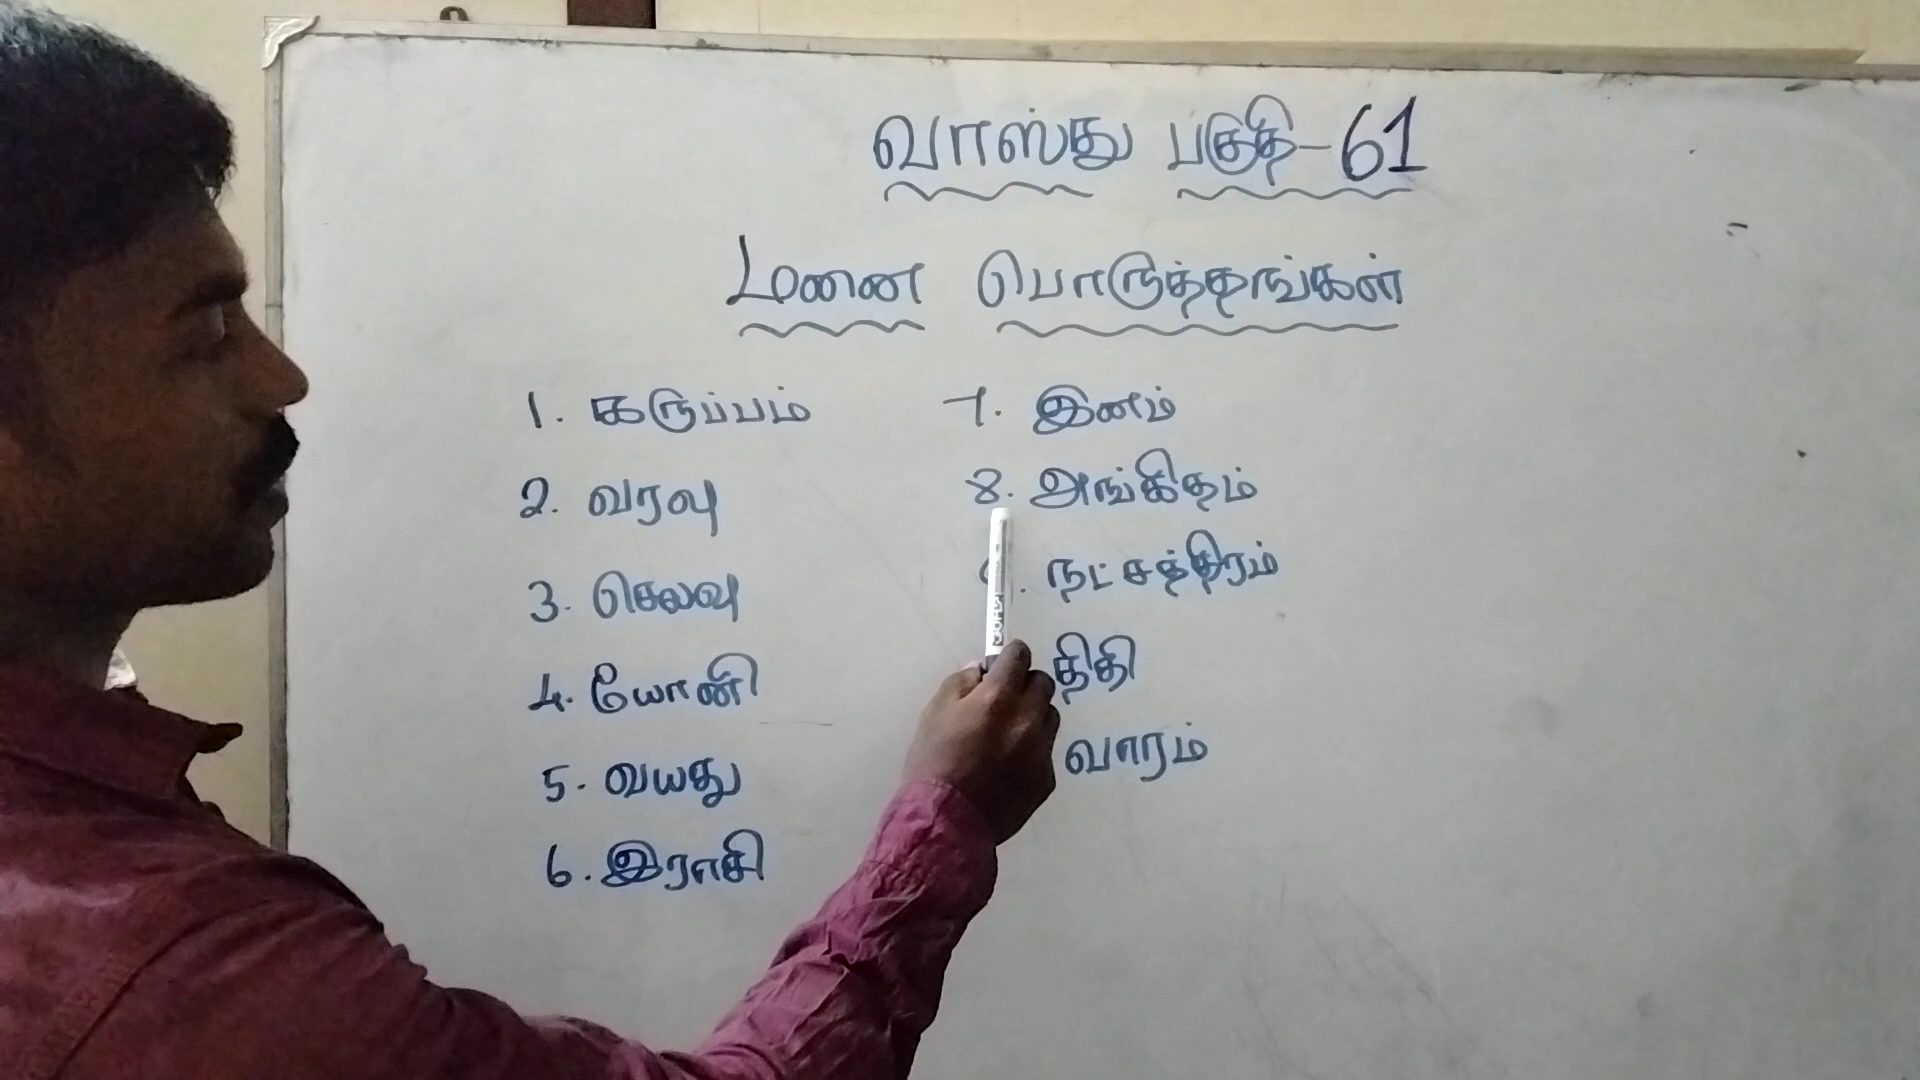 வாஸ்து பகுதி-61
மனை பொருத்தங்கள்
1. கருப்பம்
2. வரவு
3. செலவு
4. யோனி
5. வயது
6. இராசி
7. இனம்
8. அங்கிதம்
நட்சத்திரம்
திதி
வாரம்